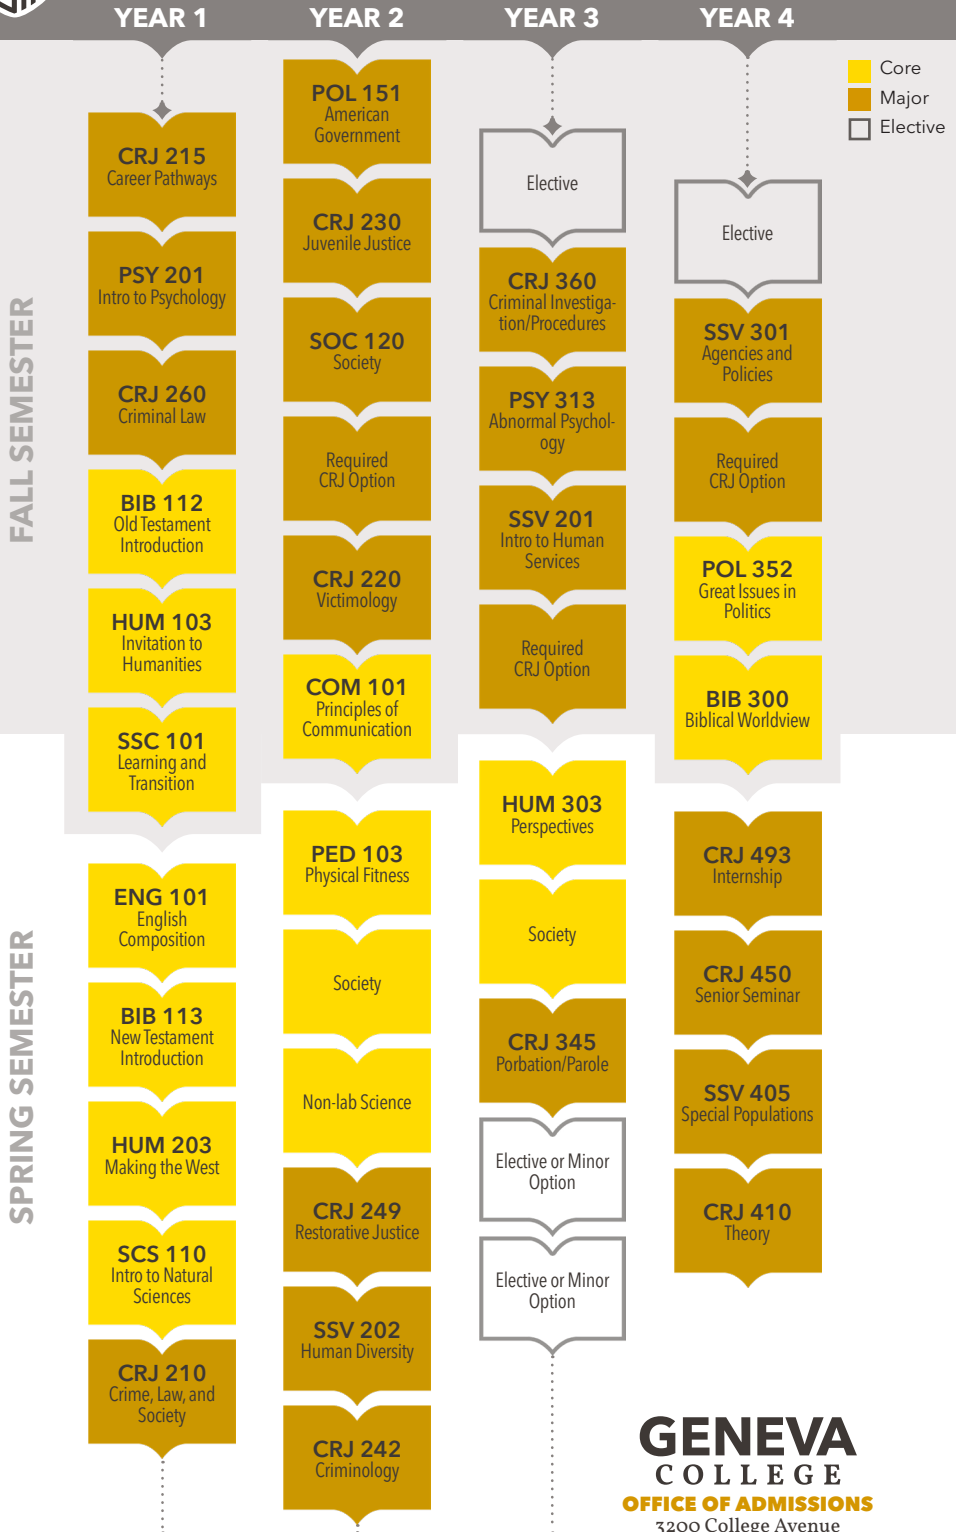 YEAR 1
YEAR 2
YEAR 3
YEAR 4
Core
Major
Elective
FALL SEMESTER
CRJ 215
Career Pathways
PSY 201
Intro to Psychology
CRJ 260
Criminal Law
BIB 112
Old Testament
Introduction
HUM 103
Invitation to
Humanities
SSC 101
Learning and
Transition
POL 151
American
Government
CRJ 230
Juvenile Justice
SOC 120
Society
Required
CRJ Option
CRJ 220
Victimology
COM 101
Principles of
Communication
Elective
CRJ 360
Criminal Investiga-
tion/Procedures
PSY 313
Abnormal Psychol-
ogy
SSV 201
Intro to Human
Services
Required
CRJ Option
Elective
SSV 301
Agencies and
Policies
Required
CRJ Option
POL 352
Great Issues in
Politics
BIB 300
Biblical Worldview
SPRING SEMESTER
ENG 101
English
Composition
BIB 113
New Testament
Introduction
HUM 203
Making the West
SCS 110
Intro to Natural
Sciences
CRJ 210
Crime, Law, and
Society
PED 103
Physical Fitness
Society
Non-lab Science
CRJ 249
Restorative Justice
SSV 202
Human Diversity
CRJ 242
Criminology
HUM 303
Perspectives
Society
CRJ 345
Porbation/Parole
Elective or Minor
Option
Elective or Minor
Option
CRJ 493
Internship
CRJ 450
Senior Seminar
SSV 405
Special Populations
CRJ 410
Theory
GENEVA
COLLEGE
OFFICE OF ADMISSIONS
3200 College Avenue